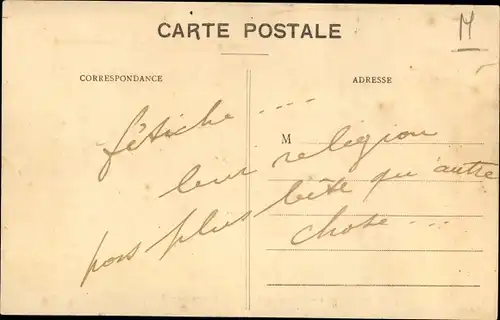 CARTE POSTALE
M
CORRESPONDANCE
ADRESSE
M
fétiche ....
leur religion
pas plus bête qu'autre
chose ...